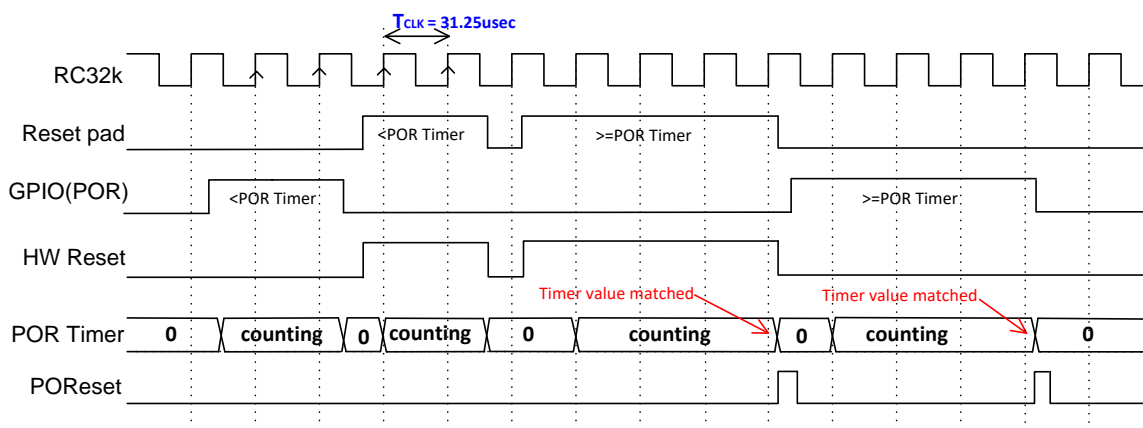 TCLK = 31.25usec
RC32k
Reset pad
<POR Timer
>=POR Timer
GPIO(POR)
<POR Timer
>=POR Timer
HW Reset
Timer value matched
Timer value matched
POR Timer
0
counting
0
counting
0
counting
0
counting
0
POReset